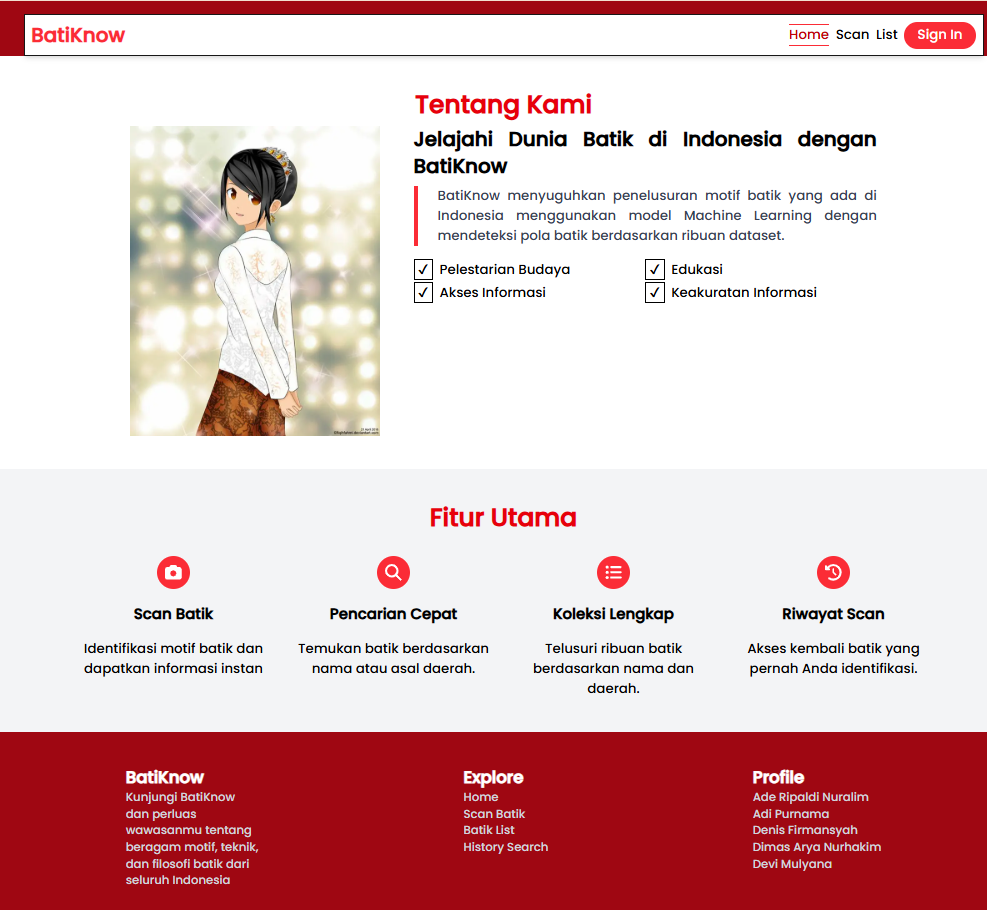 BatiKnow
Home Scan List Sign In
Tentang Kami
Jelajahi Dunia Batik di Indonesia dengan
BatiKnow
BatiKnow menyuguhkan penelusuran motif batik yang ada di
Indonesia menggunakan model Machine Learning dengan
mendeteksi pola batik berdasarkan ribuan dataset.
✓ Pelestarian Budaya
✓ Edukasi
✓ Akses Informasi
✓ Keakuratan Informasi
Fitur Utama
Scan Batik
Identifikasi motif batik dan
dapatkan informasi instan
Pencarian Cepat
Temukan batik berdasarkan
nama atau asal daerah.
Koleksi Lengkap
Telusuri ribuan batik
berdasarkan nama dan
daerah.
Riwayat Scan
Akses kembali batik yang
pernah Anda identifikasi.
BatiKnow
Kunjungi BatiKnow
dan perluas
wawasanmu tentang
beragam motif, teknik,
dan filosofi batik dari
seluruh Indonesia
Explore
Home
Scan Batik
Batik List
History Search
Profile
Ade Ripaldi Nuralim
Adi Purnama
Denis Firmansyah
Dimas Arya Nurhakim
Devi Mulyana